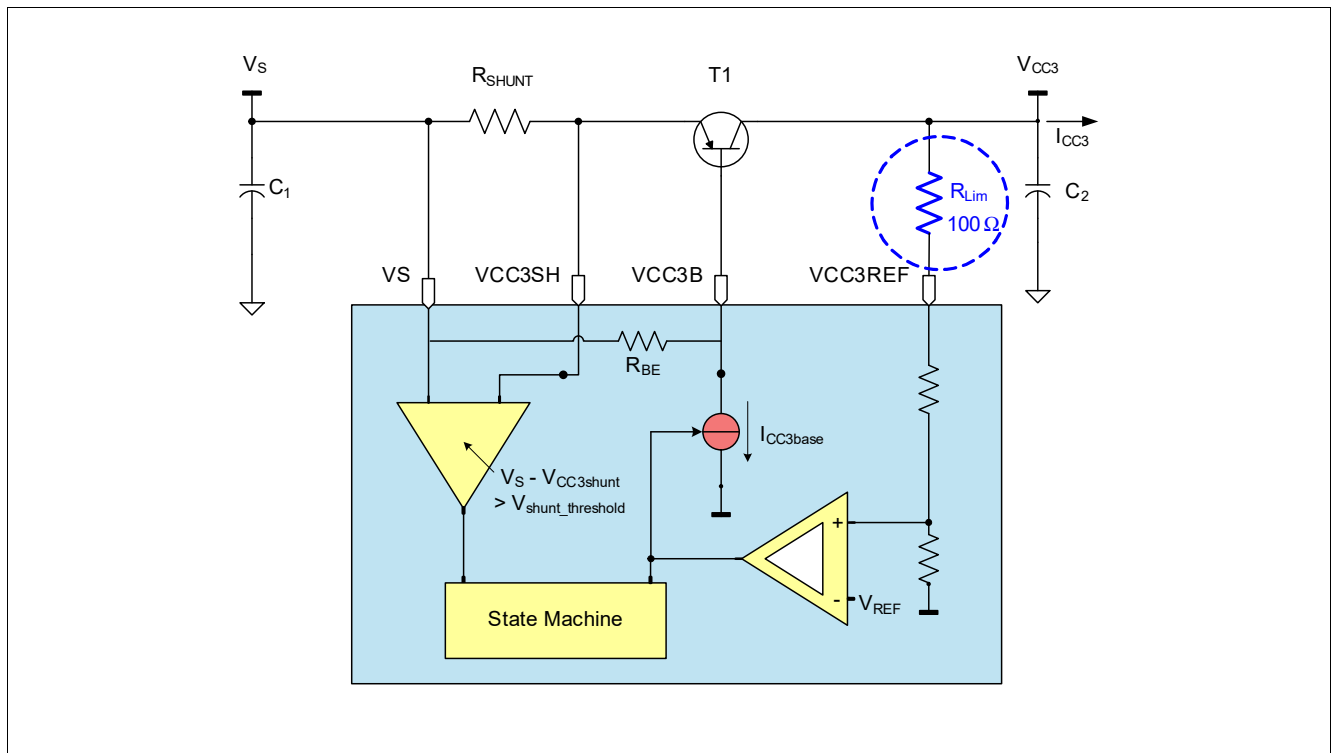 VS
RSHUNT
T1
VCC3
ICC3
C1
RLim
100 Ω
C2
VS
VCC3SH
VCC3B
VCC3REF
RBE
ICC3base
VS - VCC3shunt
> Vshunt_threshold
+
-
VREF
State Machine